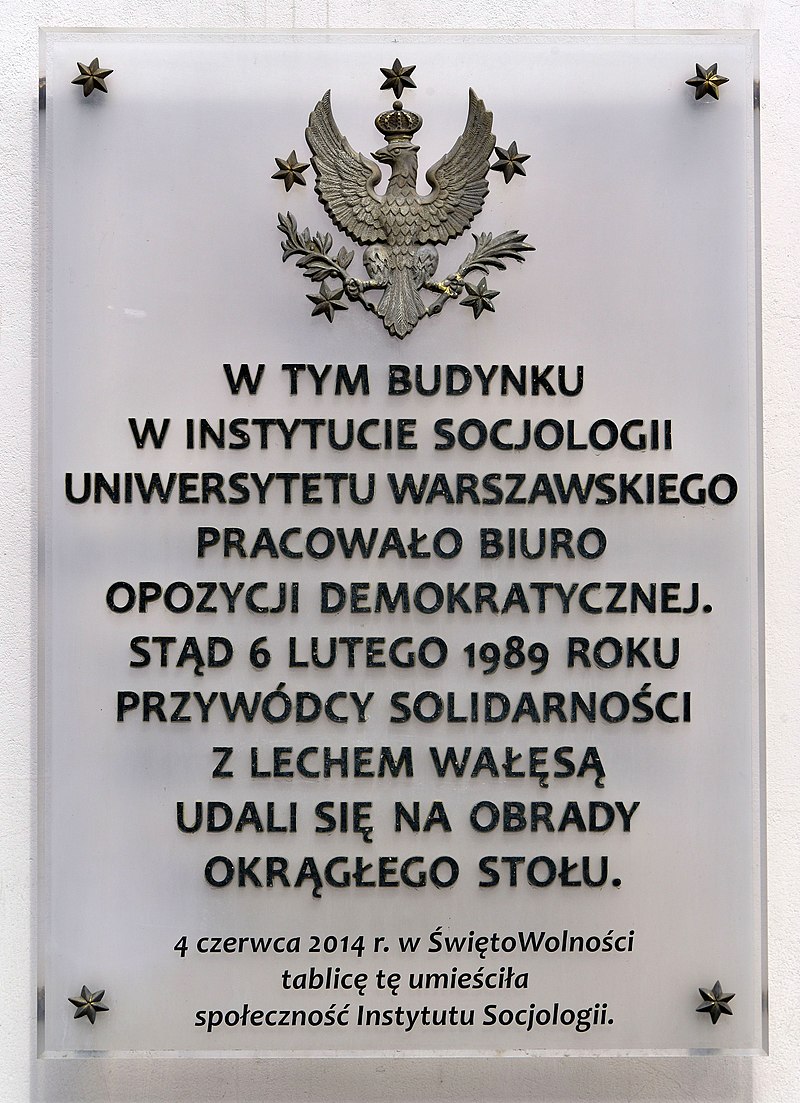 W TYM BUDYNKU
W INSTYTUCIE SOCJOLOGII
UNIWERSYTETU WARSZAWSKIEGO
PRACOWAŁO BIURO
OPOZYCJI DEMOKRATYCZNEJ.
STĄD 6 LUTEGO 1989 ROKU
PRZYWÓDCY SOLIDARNOŚCI
Z LECHEM WAŁĘSĄ
UDALI SIĘ NA OBRADY
OKRĄGŁEGO STOŁU.
4 czerwca 2014 r. w ŚwiętoWolności
tablicę tę umieściła
społeczność Instytutu Socjologii.